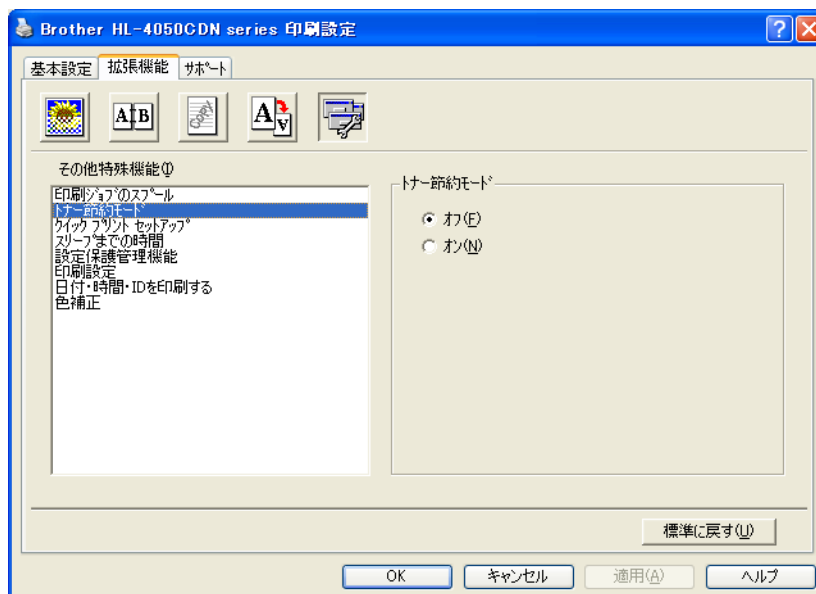 Brother HL-4050CDN series 印刷設定
基本設定 拡張機能 ｻﾎﾟｰﾄ
A B
Copy
A A
その他特殊機能(I)
印刷ｼﾞｮﾌﾞのｽﾌﾟｰﾙ
ﾄﾅｰ節約ﾓｰﾄﾞ
ｸｲｯｸ ﾌﾟﾘﾝﾄ ｾｯﾄｱｯﾌﾟ
ｽﾘｰﾌﾟまでの時間
設定保護管理機能
印刷設定
日付･時間･IDを印刷する
色補正
ﾄﾅｰ節約ﾓｰﾄﾞ
ｵﾌ(F)
ｵﾝ(N)
標準に戻す(U)
OK キャンセル 適用(A) ヘルプ